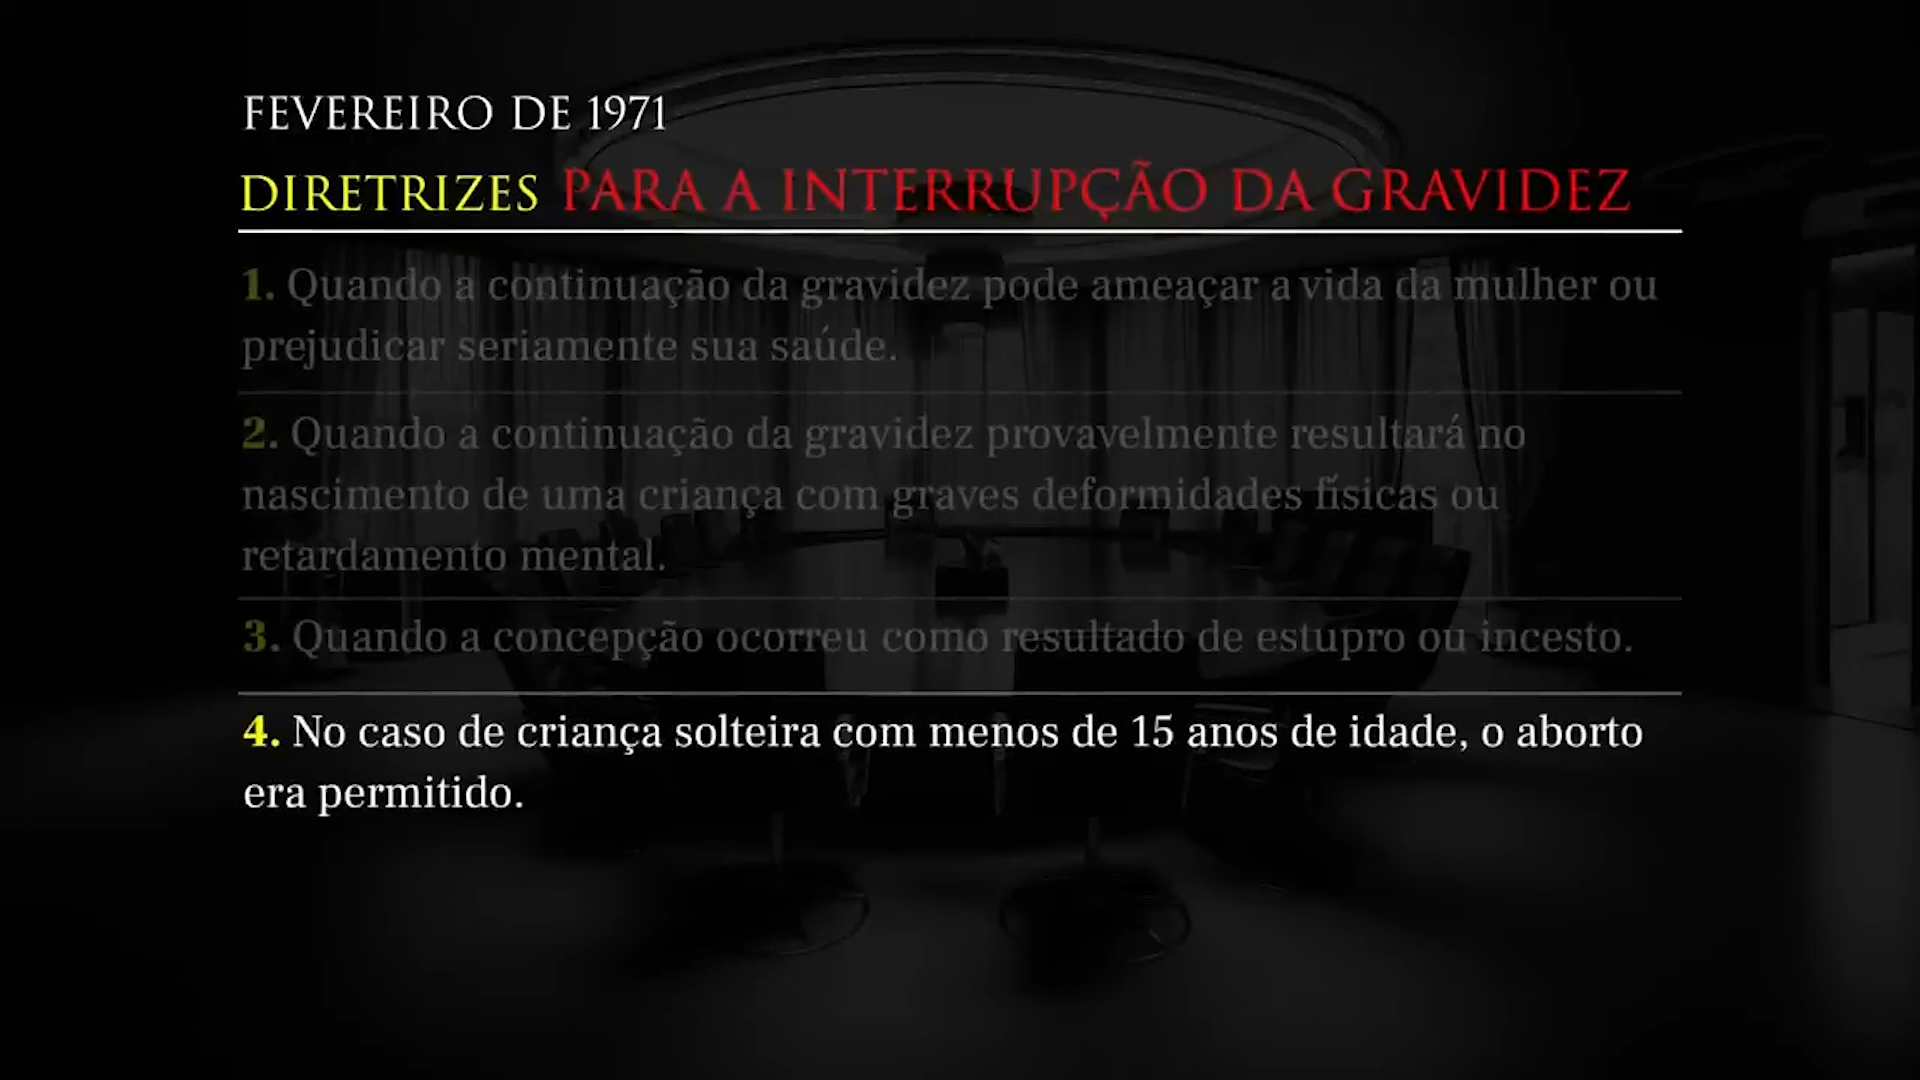 FEVEREIRO DE 1971
DIRETRIZES PARA A INTERRUPÇÃO DA GRAVIDEZ
1. Quando a continuação da gravidez pode ameaçar a vida da mulher ou
prejudicar seriamente sua saúde.
2. Quando a continuação da gravidez provavelmente resultará no
nascimento de uma criança com graves deformidades físicas ou
retardamento mental.
3. Quando a concepção ocorreu como resultado de estupro ou incesto.
4. No caso de criança solteira com menos de 15 anos de idade, o aborto
era permitido.